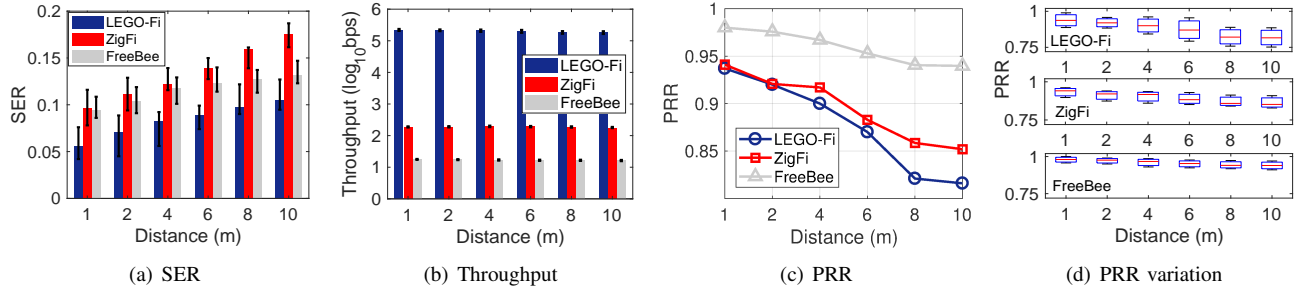 0.2
0.15
0.1
0.05
0
SER
LEGO-Fi
ZigFi
FreeBee
1 2 4 6 8 10
Distance (m)
(a) SER
6
5
4
3
2
1
0
Throughput (log10bps)
LEGO-Fi
ZigFi
FreeBee
1 2 4 6 8 10
Distance (m)
(b) Throughput
1
0.95
0.9
0.85
PRR
LEGO-Fi
ZigFi
FreeBee
1 2 4 6 8 10
Distance (m)
(c) PRR
PRR
1
0.75
LEGO-Fi
1 2 4 6 8 10
1
0.75
ZigFi
1 2 4 6 8 10
1
0.75
FreeBee
1 2 4 6 8 10
Distance (m)
(d) PRR variation